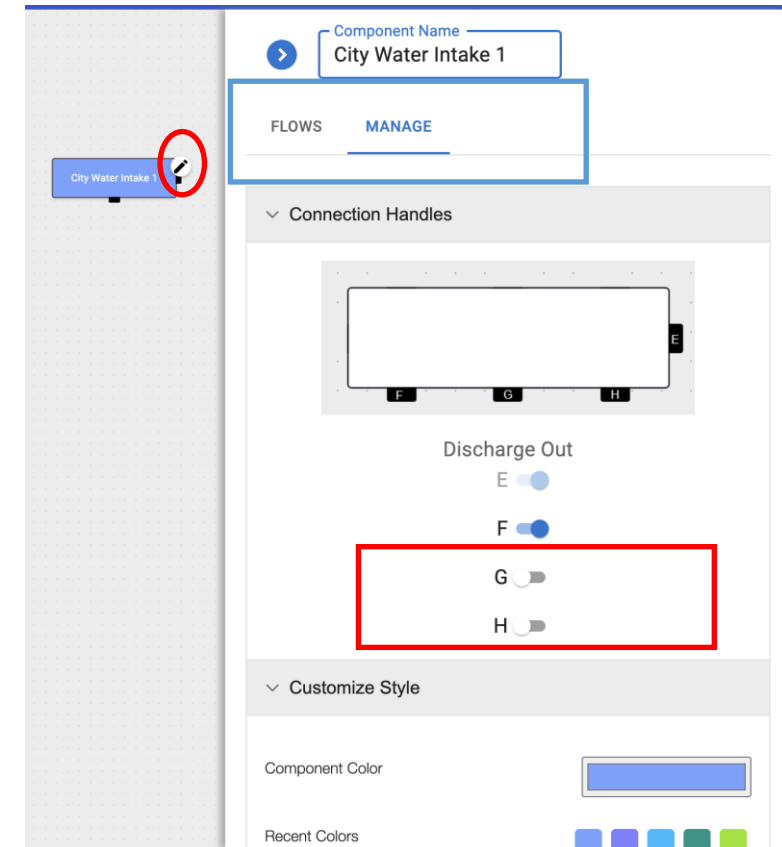 Component Name
City Water Intake 1
FLOWS MANAGE
City Water Intake 1
Connection Handles
E
F G H
Discharge Out
E
F
G
H
Customize Style
Component Color
Recent Colors